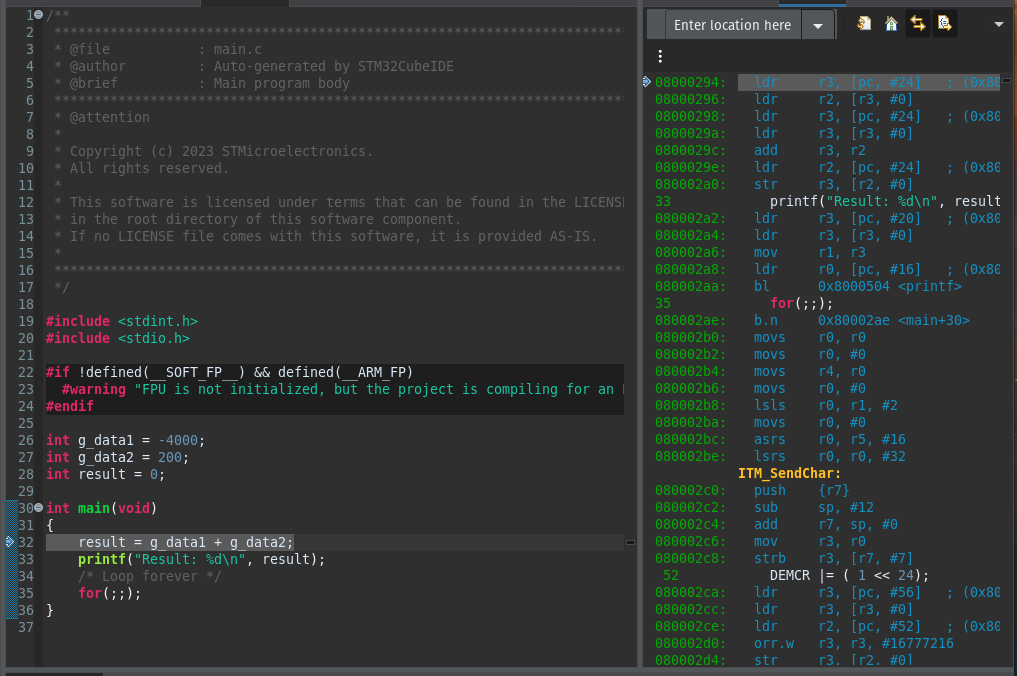 1 /**
2 ************************************************************************
3 * @file           : main.c
4 * @author         : Auto-generated by STM32CubeIDE
5 * @brief          : Main program body
6 ************************************************************************
7 * @attention
8 *
9 * Copyright (c) 2023 STMicroelectronics.
10 * All rights reserved.
11 *
12 * This software is licensed under terms that can be found in the LICENSE
13 * in the root directory of this software component.
14 * If no LICENSE file comes with this software, it is provided AS-IS.
15 *
16 ************************************************************************
17 */
18
19 #include <stdint.h>
20 #include <stdio.h>
21
22 #if !defined(__SOFT_FP__) && defined(__ARM_FP)
23   #warning "FPU is not initialized, but the project is compiling for an
24 #endif
25
26 int g_data1 = -4000;
27 int g_data2 = 200;
28 int result = 0;
29
30 int main(void)
31 {
32     result = g_data1 + g_data2;
33     printf("Result: %d\n", result);
34     /* Loop forever */
35     for(;;);
36 }
37
Enter location here
08000294: ldr r3, [pc, #24] ; (0x80
08000296: ldr r2, [r3, #0]
08000298: ldr r3, [pc, #24] ; (0x80
0800029a: ldr r3, [r3, #0]
0800029c: add r3, r2
0800029e: ldr r2, [pc, #24] ; (0x80
080002a0: str r3, [r2, #0]
33 printf("Result: %d\n", result
080002a2: ldr r3, [pc, #20] ; (0x80
080002a4: ldr r3, [r3, #0]
080002a6: mov r1, r3
080002a8: ldr r0, [pc, #16] ; (0x80
080002aa: bl 0x8000504 <printf>
35 for(;;);
080002ae: b.n 0x80002ae <main+30>
080002b0: movs r0, r0
080002b2: movs r0, #0
080002b4: movs r4, r0
080002b6: movs r0, #0
080002b8: lsls r0, r1, #2
080002ba: movs r0, #0
080002bc: asrs r0, r5, #16
080002be: lsrs r0, r0, #32
ITM_SendChar:
080002c0: push {r7}
080002c2: sub sp, #12
080002c4: add r7, sp, #0
080002c6: mov r3, r0
080002c8: strb r3, [r7, #7]
52 DEMCR |= ( 1 << 24);
080002ca: ldr r3, [pc, #56] ; (0x80
080002cc: ldr r3, [r3, #0]
080002ce: ldr r2, [pc, #52] ; (0x80
080002d0: orr.w r3, r3, #16777216
080002d4: str r3, [r2, #0]